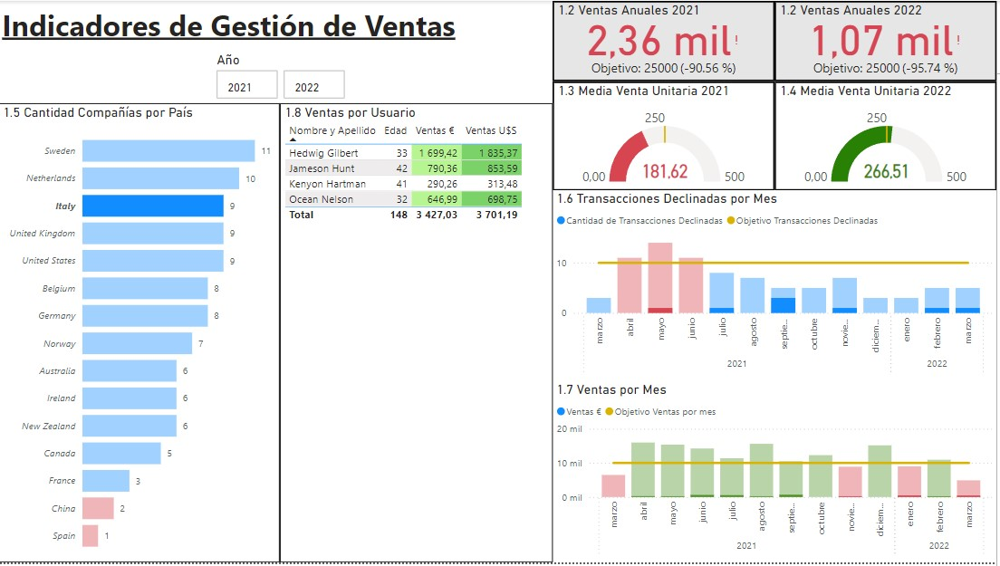 Indicadores de Gestión de Ventas
Año
2021
2022
1.2 Ventas Anuales 2021
2,36 mil!
Objetivo: 25000 (-90.56 %)
1.2 Ventas Anuales 2022
1,07 mil!
Objetivo: 25000 (-95.74 %)
1.3 Media Venta Unitaria 2021
250
0,00
181,62
500
1.4 Media Venta Unitaria 2022
250
0,00
266,51
500
1.5 Cantidad Compañías por País
Sweden 11
Netherlands 10
Italy 9
United Kingdom 9
United States 9
Belgium 8
Germany 8
Norway 7
Australia 6
Ireland 6
New Zealand 6
Canada 5
France 3
China 2
Spain 1
1.8 Ventas por Usuario
Nombre y Apellido Edad Ventas € Ventas U$S
Hedwig Gilbert 33 1 699,42 1 835,37
Jameson Hunt 42 790,36 853,59
Kenyon Hartman 41 290,26 313,48
Ocean Nelson 32 646,99 698,75
Total 148 3 427,03 3 701,19
1.6 Transacciones Declinadas por Mes
Cantidad de Transacciones Declinadas Objetivo Transacciones Declinadas
10
0
marzo
abril
mayo
junio
julio
agosto
septie...
octubre
novie...
diciem...
enero
febrero
marzo
2021
2022
1.7 Ventas por Mes
Ventas € Objetivo Ventas por mes
20 mil
10 mil
0 mil
marzo
abril
mayo
junio
julio
agosto
septie...
octubre
novie...
diciem...
enero
febrero
marzo
2021
2022